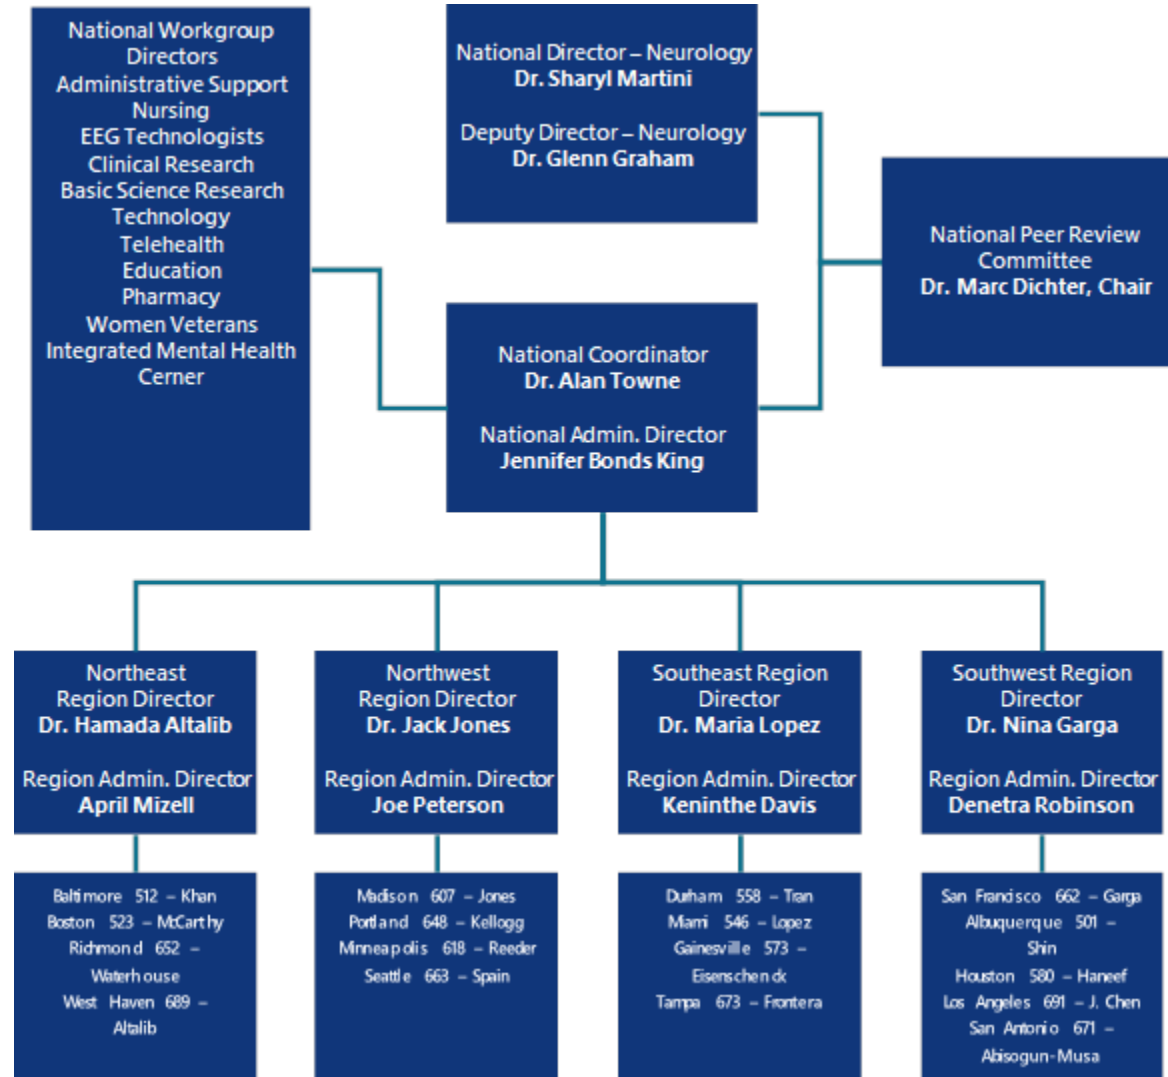 National Workgroup
Directors
Administrative Support
Nursing
EEG Technologists
Clinical Research
Basic Science Research
Technology
Telehealth
Education
Pharmacy
Women Veterans
Integrated Mental Health
Cerner
National Director – Neurology
Dr. Sharyl Martini
Deputy Director – Neurology
Dr. Glenn Graham
National Peer Review
Committee
Dr. Marc Dichter, Chair
National Coordinator
Dr. Alan Towne
National Admin. Director
Jennifer Bonds King
Northeast
Region Director
Dr. Hamada Altalib
Region Admin. Director
April Mizell
Northwest
Region Director
Dr. Jack Jones
Region Admin. Director
Joe Peterson
Southeast Region
Director
Dr. Maria Lopez
Region Admin. Director
Keninthe Davis
Southwest Region
Director
Dr. Nina Garga
Region Admin. Director
Denetra Robinson
Baltimore 512 – Khan
Boston 523 – McCarthy
Richmond 652 –
Waterhouse
West Haven 689 –
Altalib
Madison 607 – Jones
Portland 648 – Kellogg
Minneapolis 618 – Reeder
Seattle 663 – Spain
Durham 558 – Tran
Miami 546 – Lopez
Gainesville 573 –
Eisenschenck
Tampa 673 – Frontera
San Francisco 662 – Garga
Albuquerque 501 –
Shin
Houston 580 – Haneef
Los Angeles 691 – J. Chen
San Antonio 671 –
Abisogun-Musa